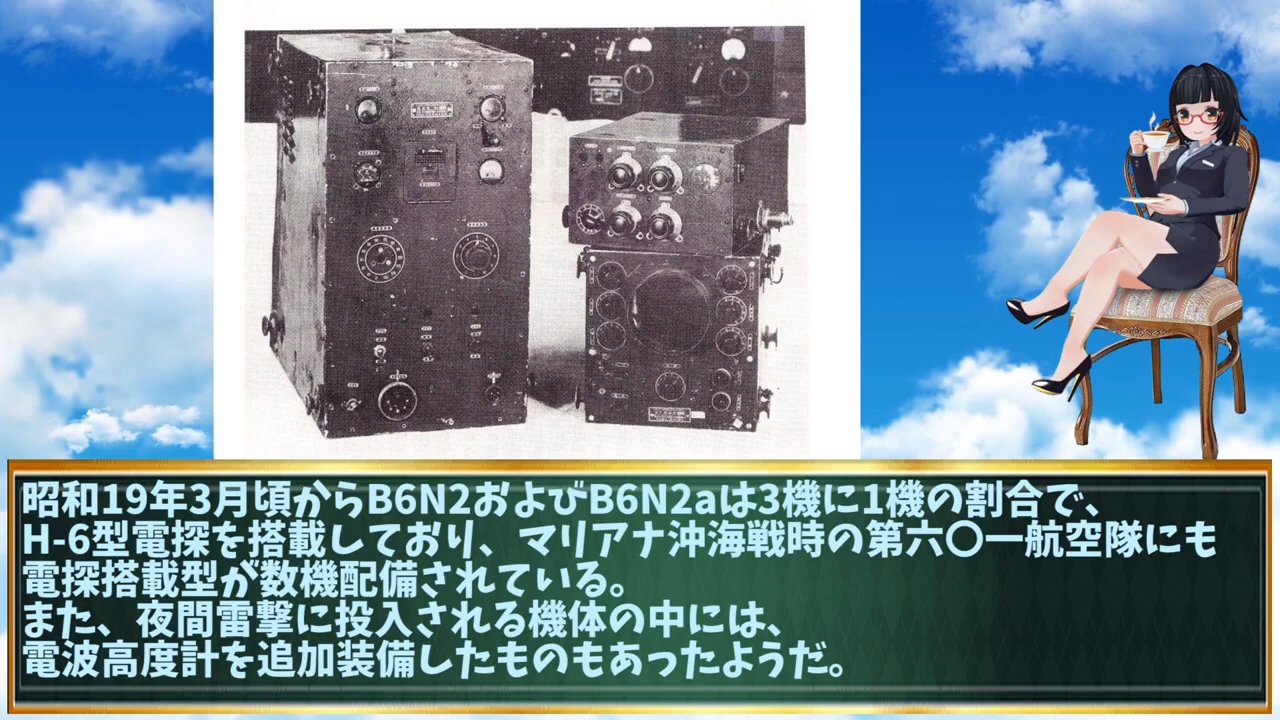 昭和19年3月頃からB6N2およびB6N2aは3機に1機の割合で、
H-6型電探を搭載しており、マリアナ沖海戦時の第六〇一航空隊にも
電探搭載型が数機配備されている。
また、夜間雷撃に投入される機体の中には、
電波高度計を追加装備したものもあったようだ。